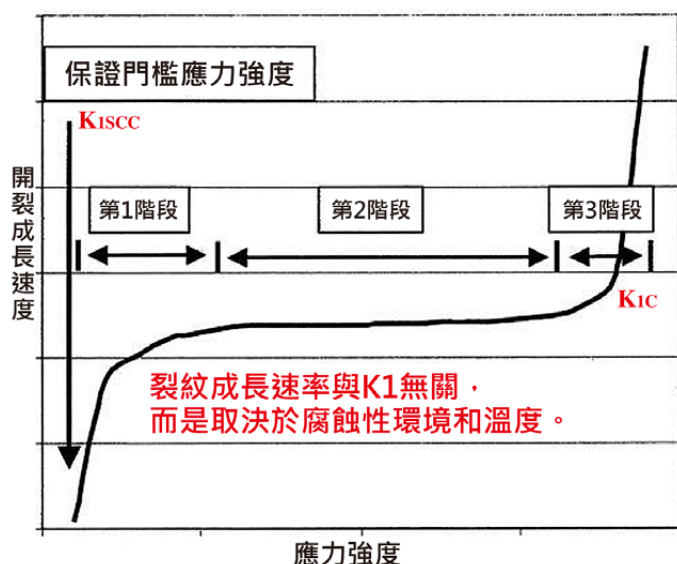 保證門檻應力強度
K1SCC
開裂成長速度
第1階段
第2階段
第3階段
K1C
裂紋成長速率與K1無關，
而是取決於腐蝕性環境和溫度。
應力強度